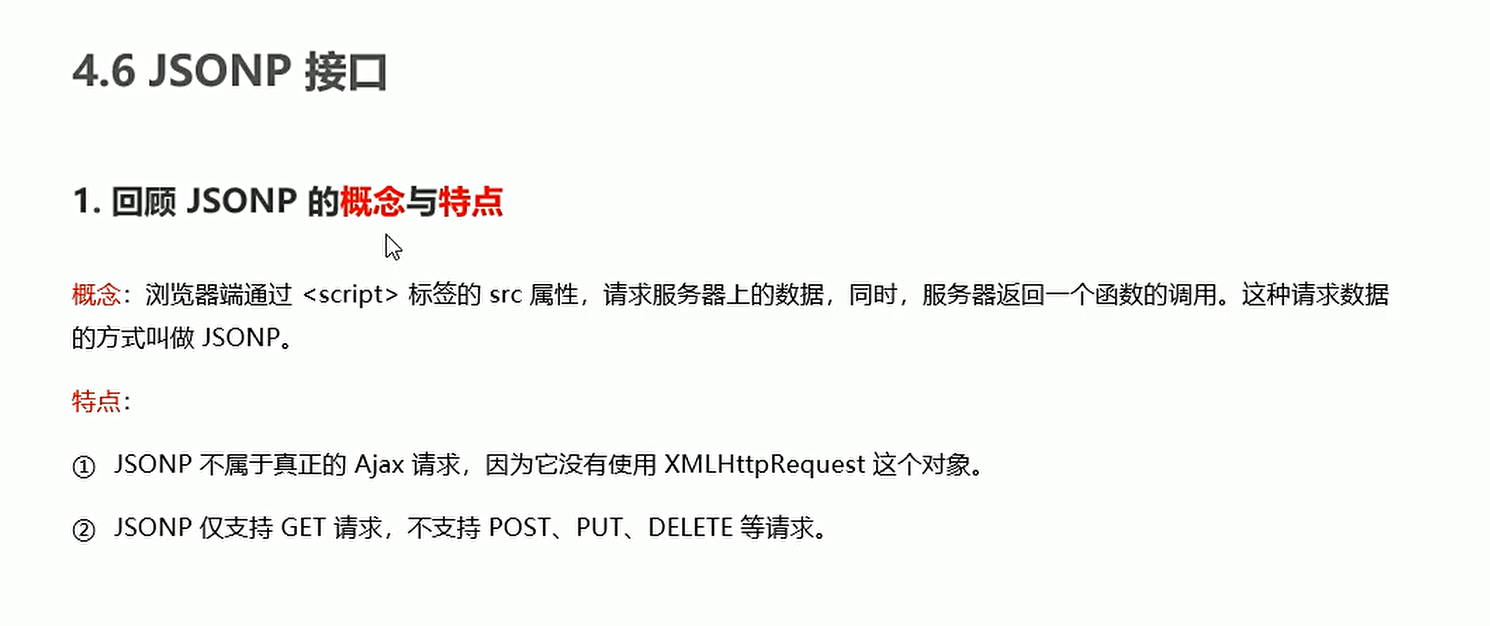 4.6 JSONP 接口
1. 回顾 JSONP 的概念与特点
概念：浏览器端通过 <script> 标签的 src 属性，请求服务器上的数据，同时，服务器返回一个函数的调用。这种请求数据
的方式叫做 JSONP。
特点：
① JSONP 不属于真正的 Ajax 请求，因为它没有使用 XMLHttpRequest 这个对象。
② JSONP 仅支持 GET 请求，不支持 POST、PUT、DELETE 等请求。